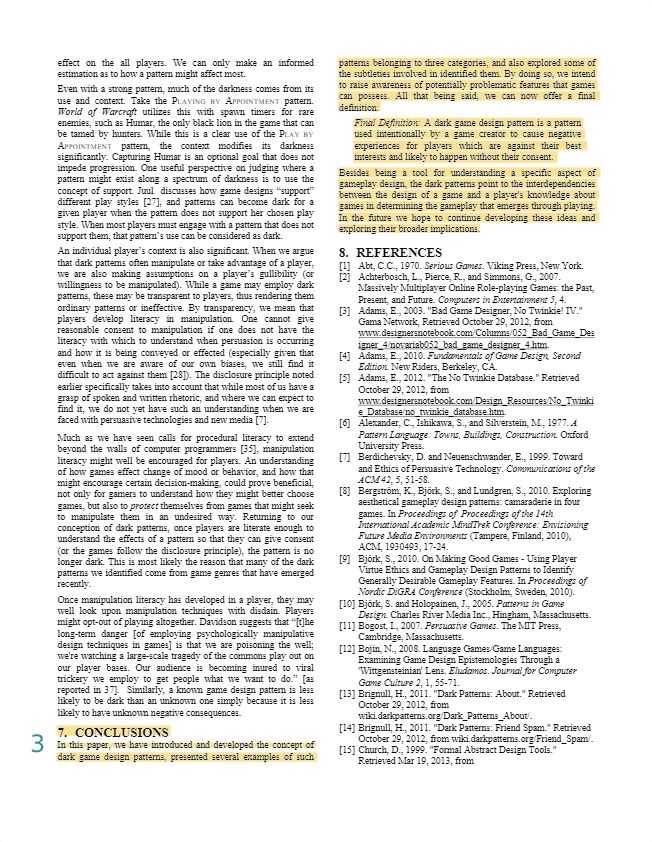 effect on the all players. We can only make an informed
estimation as to how a pattern might affect most.
Even with a strong pattern, much of the darkness comes from its
use and context. Take the PLAYING BY APPOINTMENT pattern.
World of Warcraft utilizes this with spawn timers for rare
enemies, such as Humar, the only black lion in the game that can
be tamed by hunters. While this is a clear use of the PLAY BY
APPOINTMENT pattern, the context modifies its darkness
significantly. Capturing Humar is an optional goal that does not
impede progression. One useful perspective on judging where a
pattern might exist along a spectrum of darkness is to use the
concept of support. Juul discusses how game designs "support"
different play styles [27], and patterns can become dark for a
given player when the pattern does not support her chosen play
style. When most players must engage with a pattern that does not
support them, that pattern's use can be considered as dark.
An individual player's context is also significant. When we argue
that dark patterns often manipulate or take advantage of a player,
we are also making assumptions on a player's gullibility (or
willingness to be manipulated). While a game may employ dark
patterns, these may be transparent to players, thus rendering them
ordinary patterns or ineffective. By transparency, we mean that
players develop literacy in manipulation. One cannot give
reasonable consent to manipulation if one does not have the
literacy with which to understand when persuasion is occurring
and how it is being conveyed or effected (especially given that
even when we are aware of our own biases, we still find it
difficult to act against them [28]). The disclosure principle noted
earlier specifically takes into account that while most of us have a
grasp of spoken and written rhetoric, and where we can expect to
find it, we do not yet have such an understanding when we are
faced with persuasive technologies and new media [7].
Much as we have seen calls for procedural literacy to extend
beyond the walls of computer programmers [35], manipulation
literacy might well be encouraged for players. An understanding
of how games effect change of mood or behavior, and how that
might encourage certain decision-making, could prove beneficial,
not only for gamers to understand how they might better choose
games, but also to protect themselves from games that might seek
to manipulate them in an undesired way. Returning to our
conception of dark patterns, once players are literate enough to
understand the effects of a pattern so that they can give consent
(or the games follow the disclosure principle), the pattern is no
longer dark. This is most likely the reason that many of the dark
patterns we identified come from game genres that have emerged
recently.
Once manipulation literacy has developed in a player, they may
well look upon manipulation techniques with disdain. Players
might opt-out of playing altogether. Davidson suggests that "[t]he
long-term danger [of employing psychologically manipulative
design techniques in games] is that we are poisoning the well;
we're watching a large-scale tragedy of the commons play out on
our player bases. Our audience is becoming inured to viral
trickery we employ to get people what we want to do." [as
reported in 37]. Similarly, a known game design pattern is less
likely to be dark than an unknown one simply because it is less
likely to have unknown negative consequences.
3
7. CONCLUSIONS
In this paper, we have introduced and developed the concept of
dark game design patterns, presented several examples of such
patterns belonging to three categories, and also explored some of
the subtleties involved in identified them. By doing so, we intend
to raise awareness of potentially problematic features that games
can possess. All that being said, we can now offer a final
definition:
Final Definition: A dark game design pattern is a pattern
used intentionally by a game creator to cause negative
experiences for players which are against their best
interests and likely to happen without their consent.
Besides being a tool for understanding a specific aspect of
gameplay design, the dark patterns point to the interdependencies
between the design of a game and a player's knowledge about
games in determining the gameplay that emerges through playing.
In the future we hope to continue developing these ideas and
exploring their broader implications.
8. REFERENCES
[1] Abt, C.C., 1970. Serious Games. Viking Press, New York.
[2] Achterbosch, L., Pierce, R., and Simmons, G., 2007.
Massively Multiplayer Online Role-playing Games: the Past,
Present, and Future. Computers in Entertainment 5, 4.
[3] Adams, E., 2003. "Bad Game Designer, No Twinkie! IV."
Gama Network, Retrieved October 29, 2012, from
www.designersnotebook.com/Columns/052_Bad_Game_Des
igner_4/novariab052_bad_game_designer_4.htm.
[4] Adams, E., 2010. Fundamentals of Game Design, Second
Edition. New Riders, Berkeley, CA.
[5] Adams, E., 2012. "The No Twinkie Database." Retrieved
October 29, 2012, from
www.designersnotebook.com/Design_Resources/No_Twinki
e_Database/no_twinkie_database.htm.
[6] Alexander, C., Ishikawa, S., and Silverstein, M., 1977. A
Pattern Language: Towns, Buildings, Construction. Oxford
University Press.
[7] Berdichevsky, D. and Neuenschwander, E., 1999. Toward
and Ethics of Persuasive Technology. Communications of the
ACM 42, 5, 51-58.
[8] Bergström, K., Björk, S., and Lundgren, S., 2010. Exploring
aesthetical gameplay design patterns: camaraderie in four
games. In Proceedings of Proceedings of the 14th
International Academic MindTrek Conference: Envisioning
Future Media Environments (Tampere, Finland, 2010),
ACM, 1930493, 17-24.
[9] Björk, S., 2010. On Making Good Games - Using Player
Virtue Ethics and Gameplay Design Patterns to Identify
Generally Desirable Gameplay Features. In Proceedings of
Nordic DiGRA Conference (Stockholm, Sweden, 2010).
[10] Björk, S. and Holopainen, J., 2005. Patterns in Game
Design. Charles River Media Inc., Hingham, Massachusetts.
[11] Bogost, I., 2007. Persuasive Games. The MIT Press,
Cambridge, Massachusetts.
[12] Bojin, N., 2008. Language Games/Game Languages:
Examining Game Design Epistemologies Through a
'Wittgensteinian' Lens. Eludamos. Journal for Computer
Game Culture 2, 1, 55-71.
[13] Brignull, H., 2011. "Dark Patterns: About." Retrieved
October 29, 2012, from
wiki.darkpatterns.org/Dark_Patterns_About/.
[14] Brignull, H., 2011. "Dark Patterns: Friend Spam." Retrieved
October 29, 2012, from wiki.darkpatterns.org/Friend_Spam/.
[15] Church, D., 1999. "Formal Abstract Design Tools."
Retrieved Mar 19, 2013, from